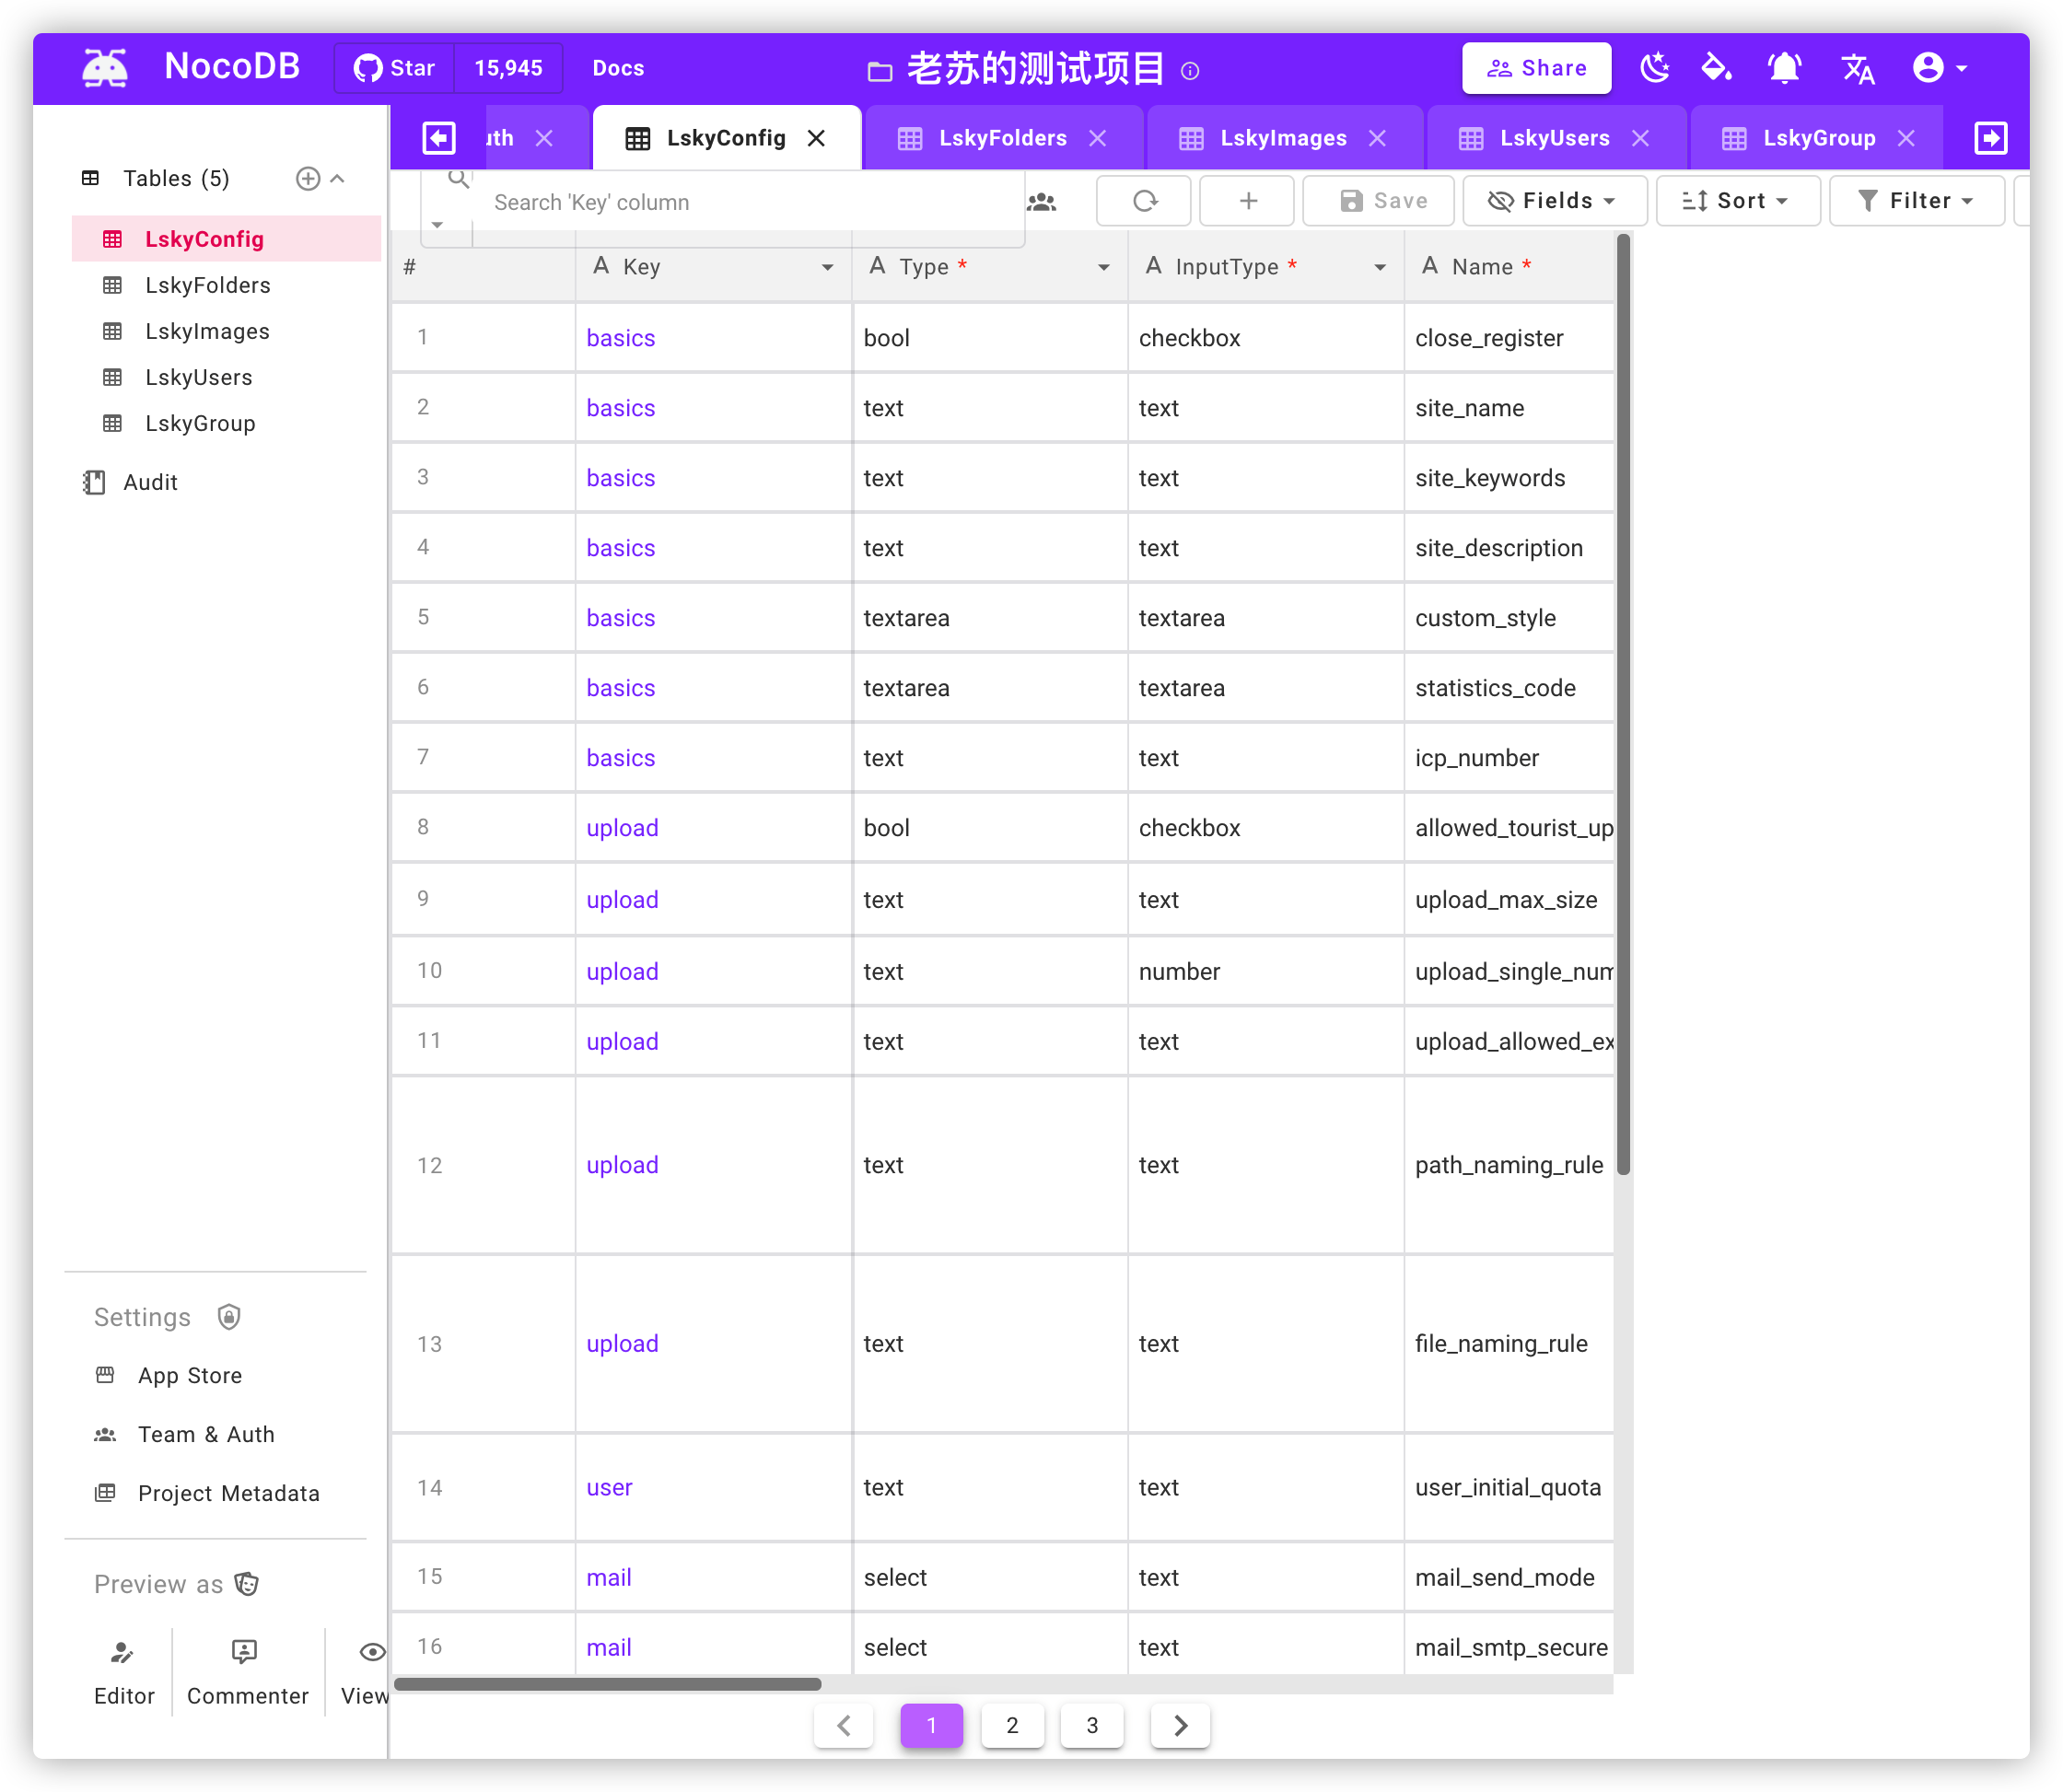 NocoDB Star 15,945 Docs 老苏的测试项目 Share
uth LskyConfig LskyFolders LskyImages LskyUsers LskyGroup
Tables (5)
LskyConfig
LskyFolders
LskyImages
LskyUsers
LskyGroup
Audit
Settings
App Store
Team & Auth
Project Metadata
Preview as
Editor Commenter View
Search 'Key' column Save Fields Sort Filter
# Key Type * InputType * Name *
1 basics bool checkbox close_register
2 basics text text site_name
3 basics text text site_keywords
4 basics text text site_description
5 basics textarea textarea custom_style
6 basics textarea textarea statistics_code
7 basics text text icp_number
8 upload bool checkbox allowed_tourist_up
9 upload text text upload_max_size
10 upload text number upload_single_num
11 upload text text upload_allowed_ex
12 upload text text path_naming_rule
13 upload text text file_naming_rule
14 user text text user_initial_quota
15 mail select text mail_send_mode
16 mail select text mail_smtp_secure
1 2 3